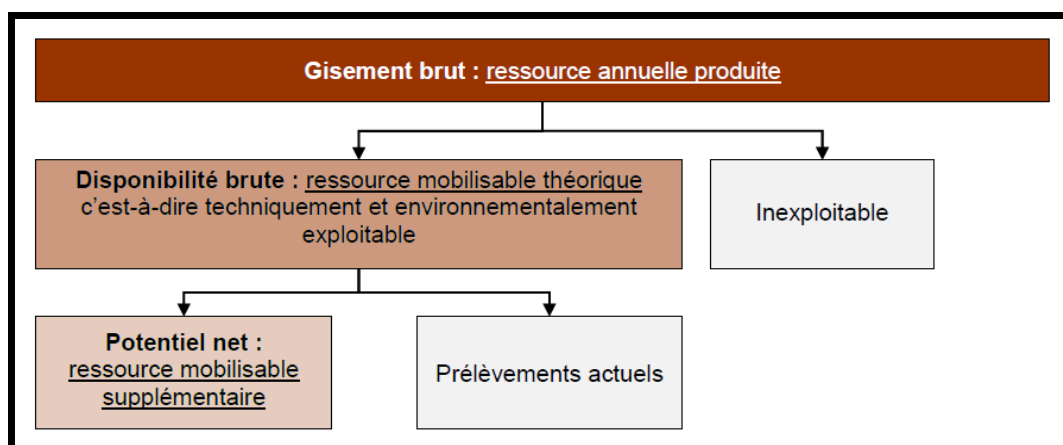 Gisement brut : ressource annuelle produite
Disponibilité brute : ressource mobilisable théorique
c'est-à-dire techniquement et environnementalement
exploitable
Inexploitable
Potentiel net :
ressource mobilisable
supplémentaire
Prélèvements actuels